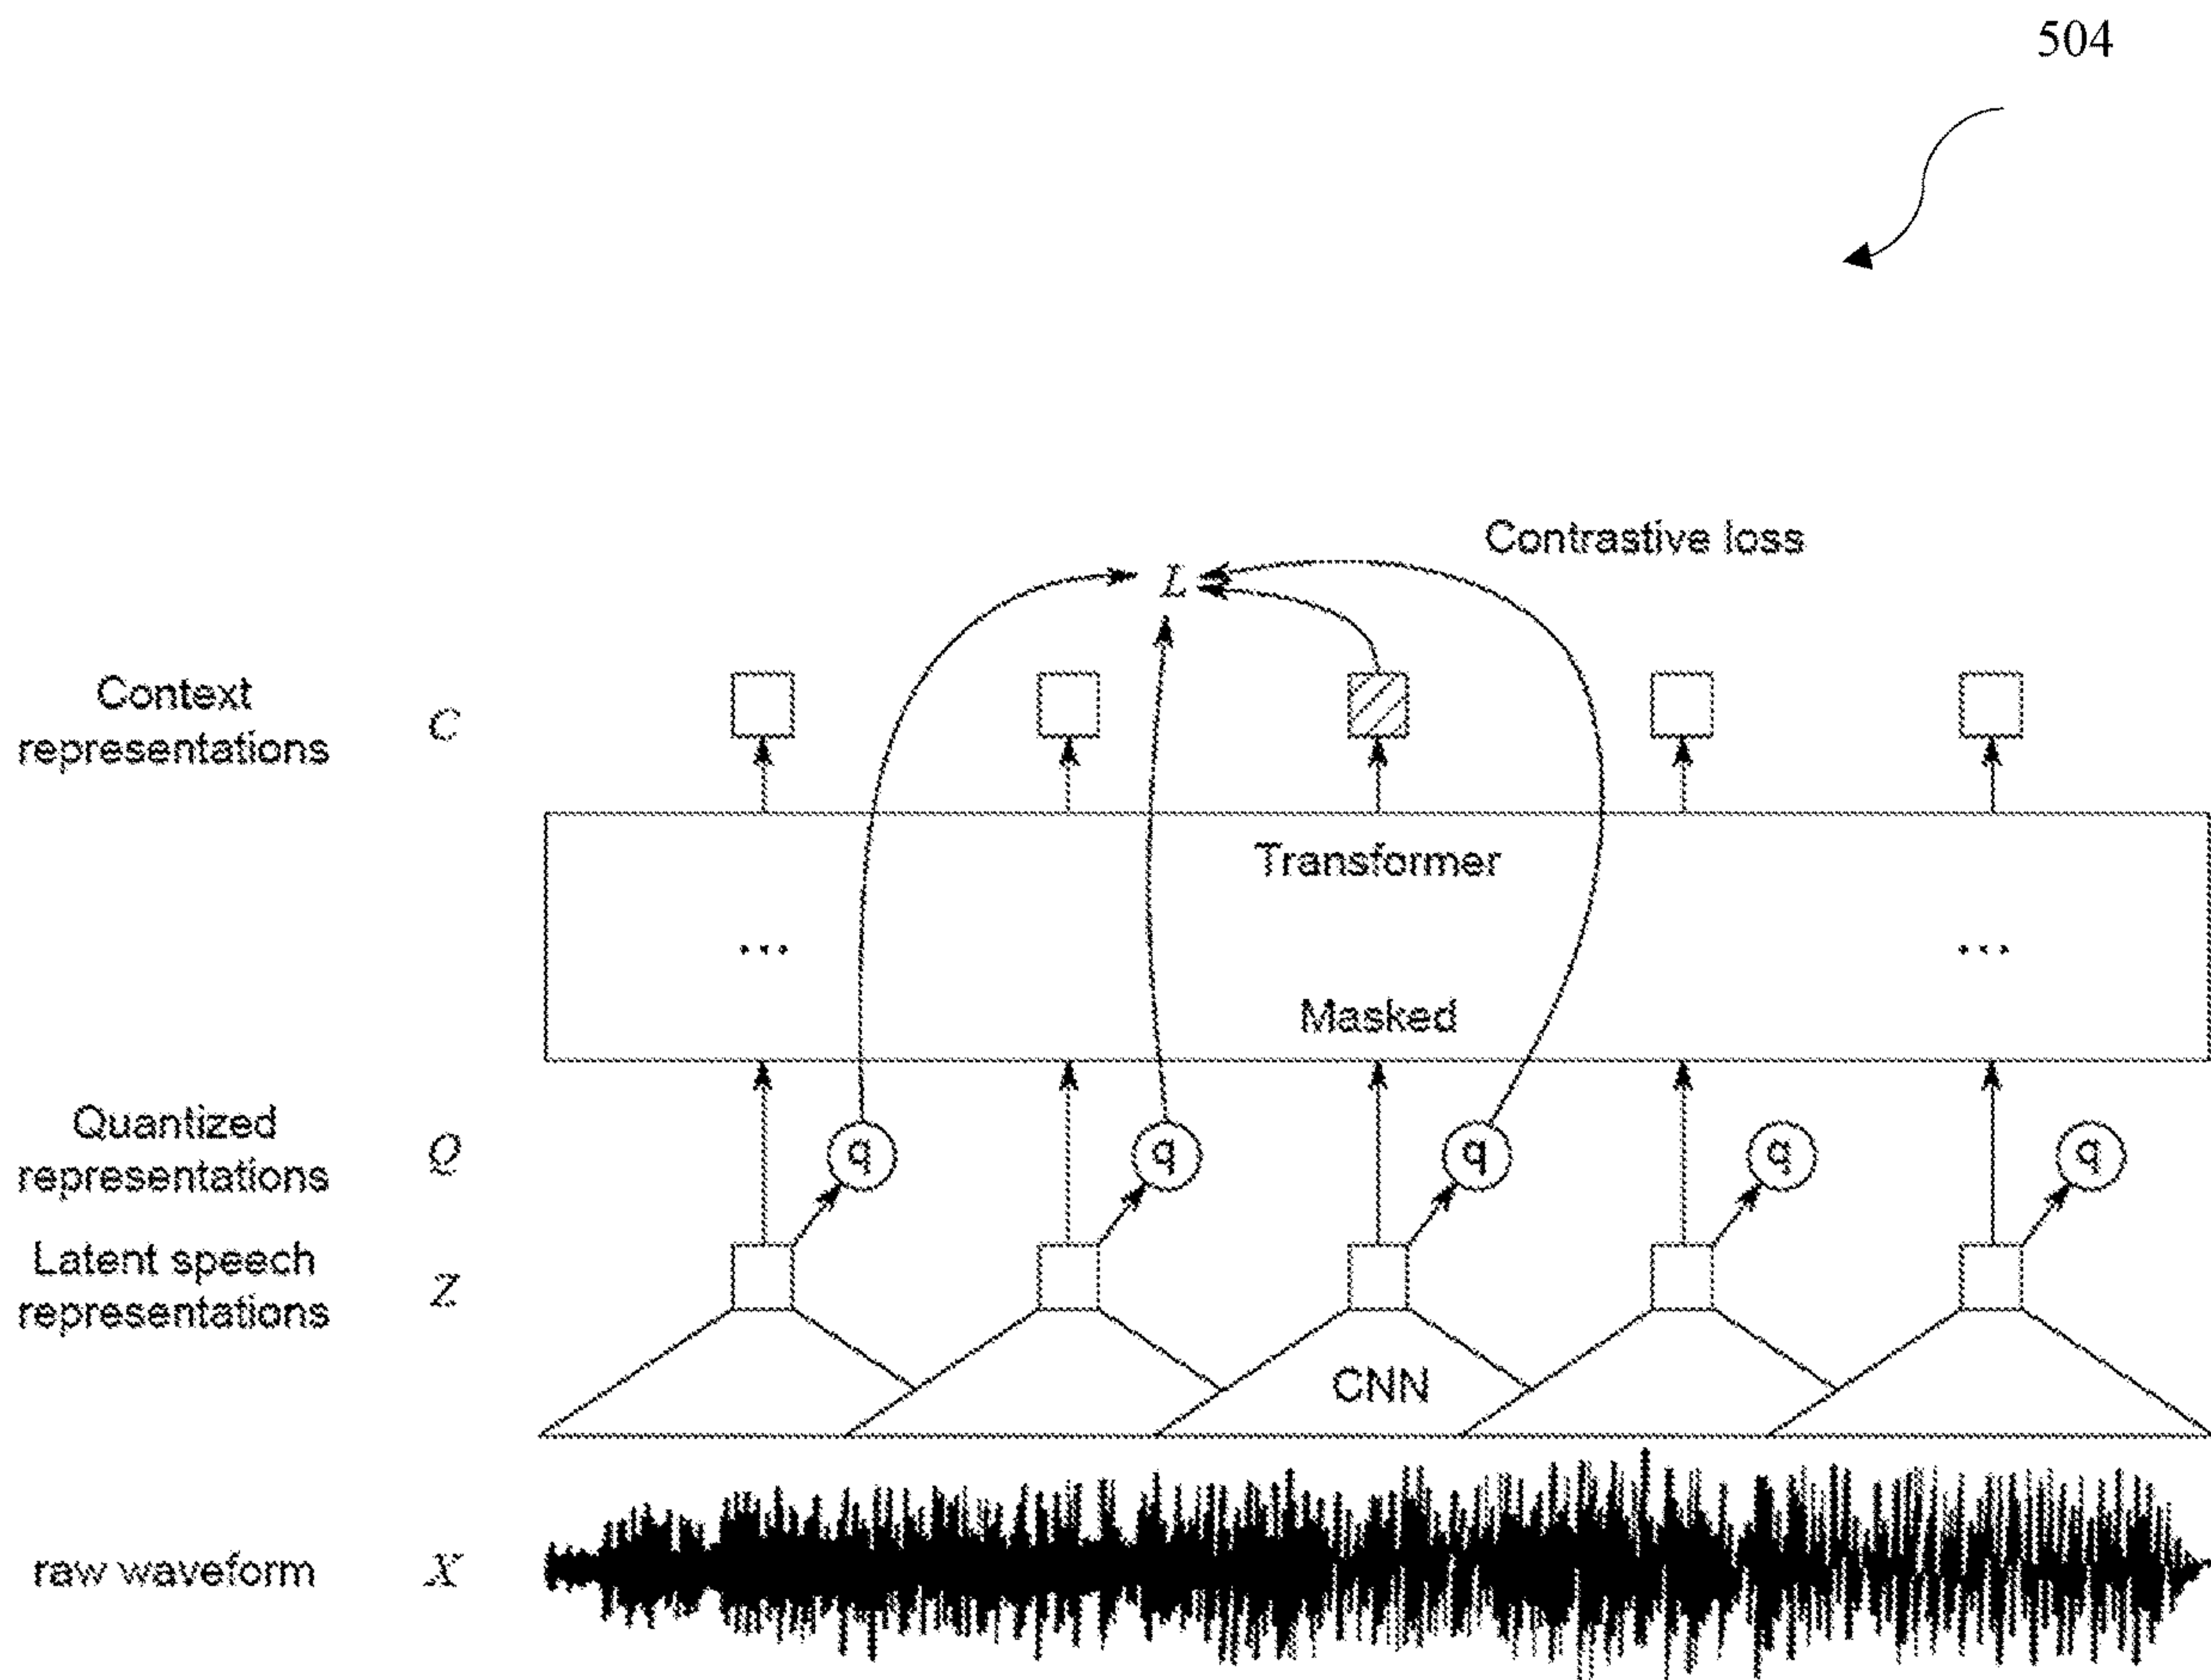 504
Contrastive loss
L
Context
representations
C
Transformer
... ...
Masked
Quantized
representations
Q
q q q q q
Latent speech
representations
Z
CNN
raw waveform
X